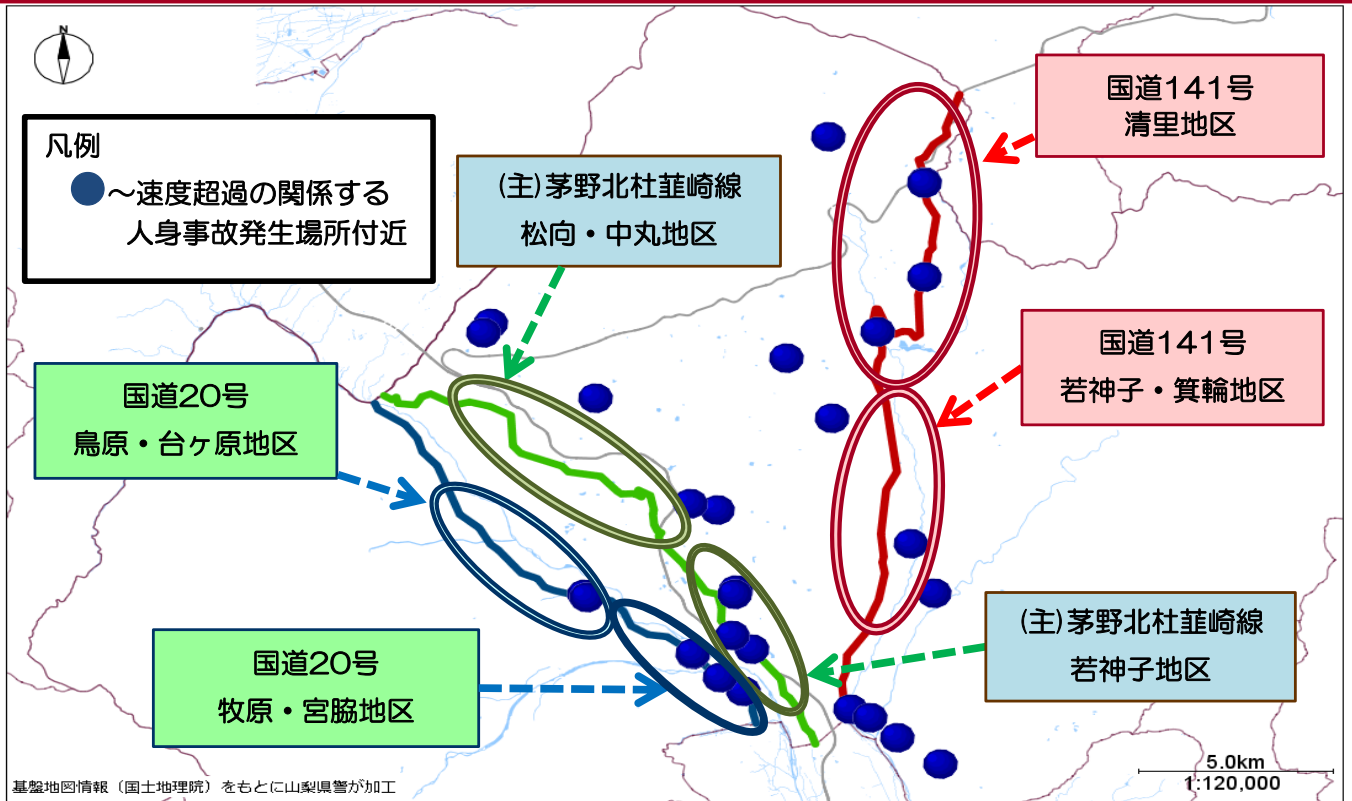 N
凡例
～速度超過の関係する
人身事故発生場所付近
(主)茅野北杜韮崎線
松向・中丸地区
国道141号
清里地区
国道141号
若神子・箕輪地区
国道20号
鳥原・台ヶ原地区
国道20号
牧原・宮脇地区
(主)茅野北杜韮崎線
若神子地区
5.0km
1:120,000
基盤地図情報（国土地理院）をもとに山梨県警が加工